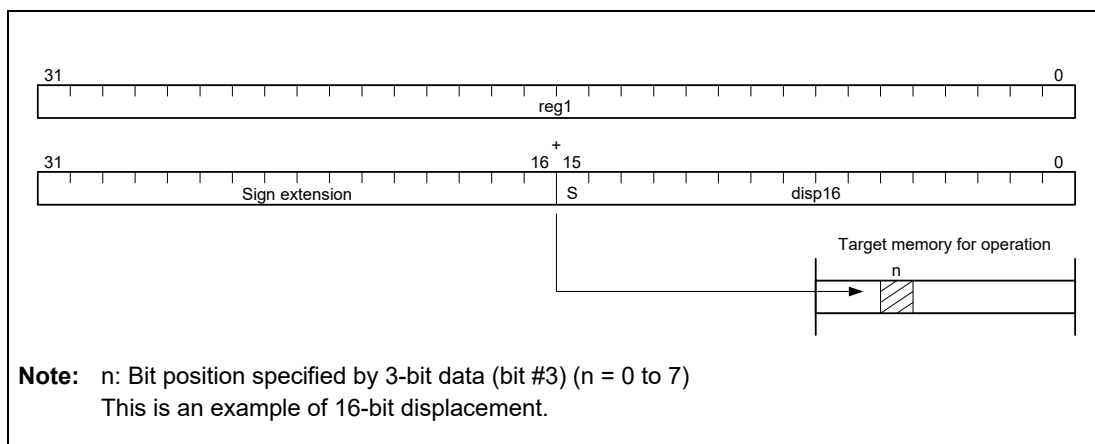 31 0
reg1
+
31 16 15 0
Sign extension S disp16
Target memory for operation
n
Note: n: Bit position specified by 3-bit data (bit #3) (n = 0 to 7)
This is an example of 16-bit displacement.